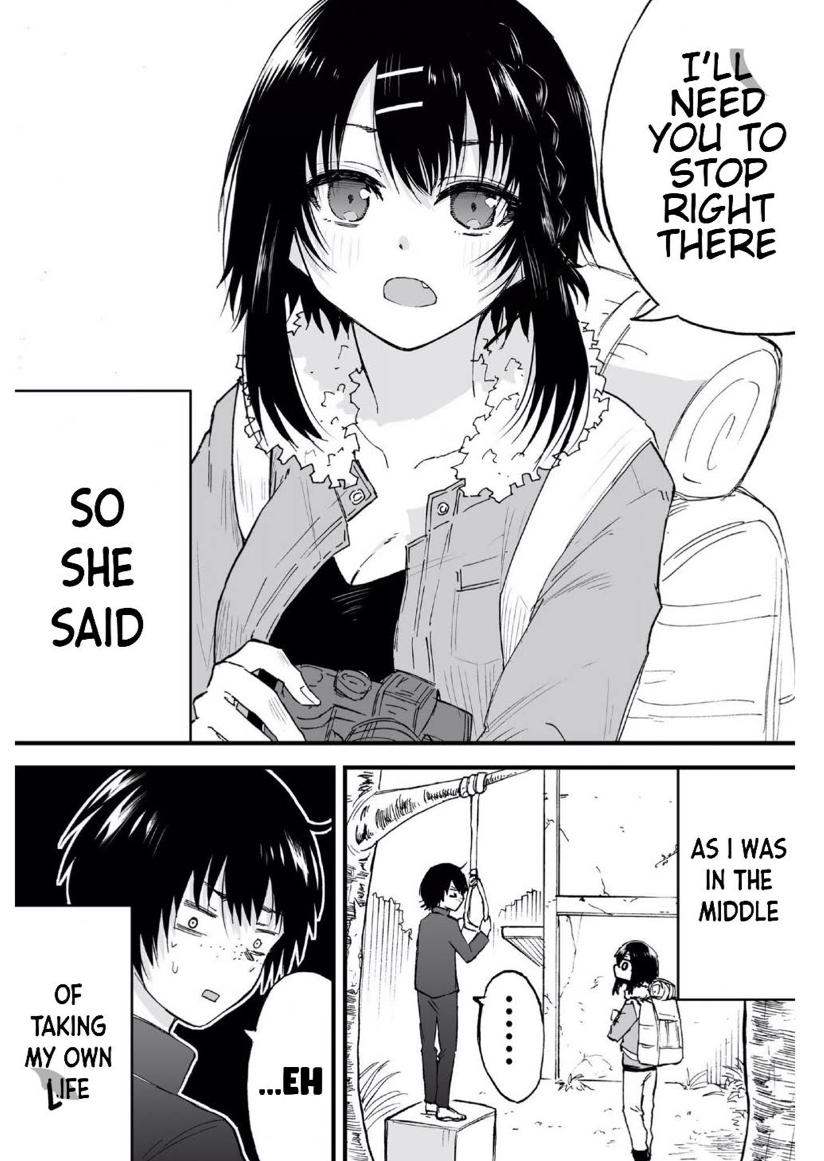 I'LL
NEED
YOU TO
STOP
RIGHT
THERE
SO
SHE
SAID
AS I WAS
IN THE
MIDDLE
......
OF
TAKING
MY OWN
LIFE
...EH